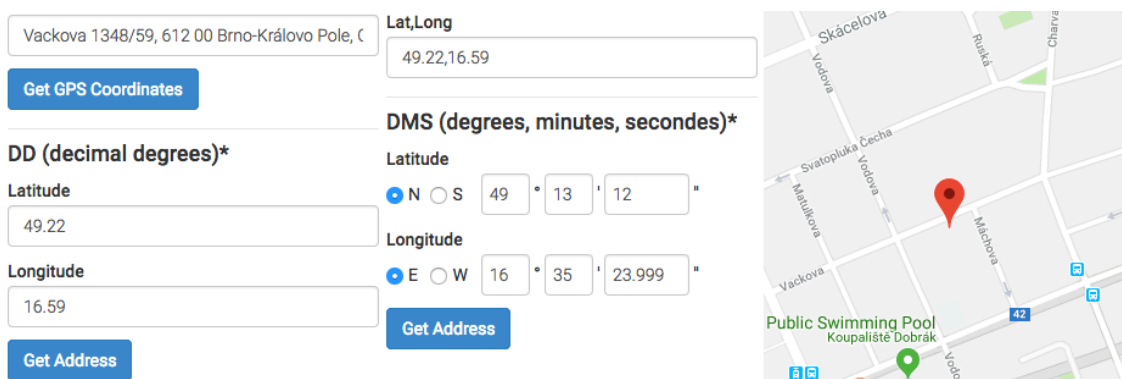 Vackova 1348/59, 612 00 Brno-Královo Pole, C
Get GPS Coordinates
DD (decimal degrees)*
Latitude
49.22
Longitude
16.59
Get Address
Lat,Long
49.22,16.59
DMS (degrees, minutes, secondes)*
Latitude
N S 49 ° 13 ' 12 "
Longitude
E W 16 ° 35 ' 23.999 "
Get Address
Skácelova
Ruská
Charva
Vodova
Svatopluka Čecha
Vodova
Matulkova
Máchova
Vackova
42
Public Swimming Pool
Koupaliště Dobrák
Vodo